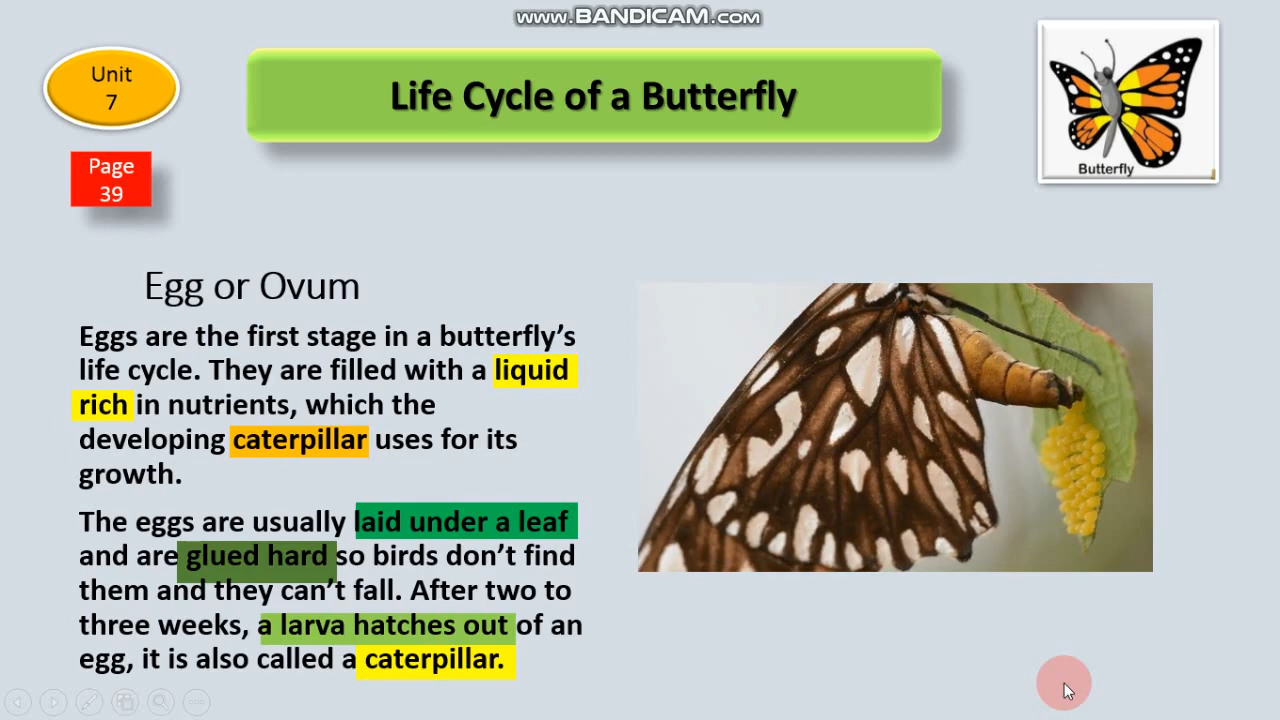 www.BANDICAM.com
Unit
7
Life Cycle of a Butterfly
Page
39
Butterfly
Egg or Ovum
Eggs are the first stage in a butterfly’s
life cycle. They are filled with a liquid
rich in nutrients, which the
developing caterpillar uses for its
growth.
The eggs are usually laid under a leaf
and are glued hard so birds don’t find
them and they can’t fall. After two to
three weeks, a larva hatches out of an
egg, it is also called a caterpillar.